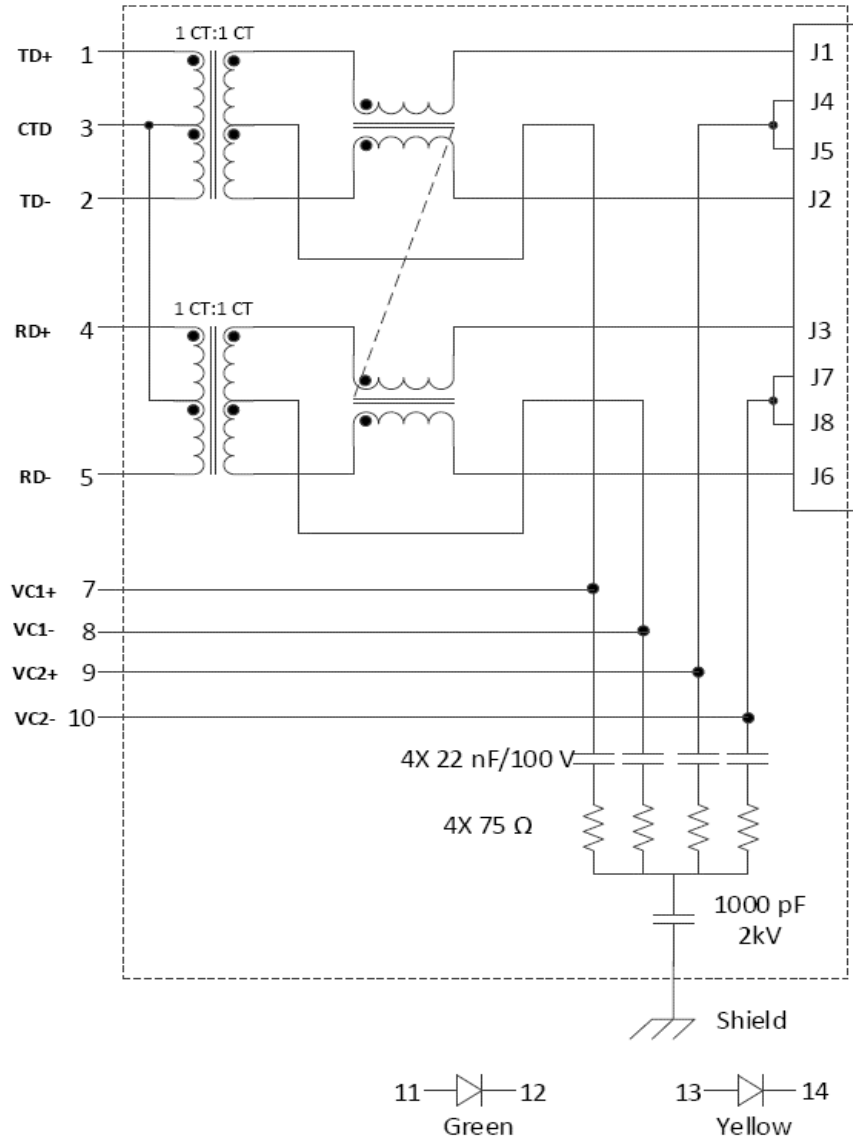 1 CT:1 CT
TD+ 1
J1
J4
CTD 3
J5
TD- 2
J2
1 CT:1 CT
RD+ 4
J3
J7
J8
RD- 5
J6
VC1+ 7
VC1- 8
VC2+ 9
VC2- 10
4X 22 nF/100 V
4X 75 Ω
1000 pF
2kV
Shield
11 12
Green
13 14
Yellow